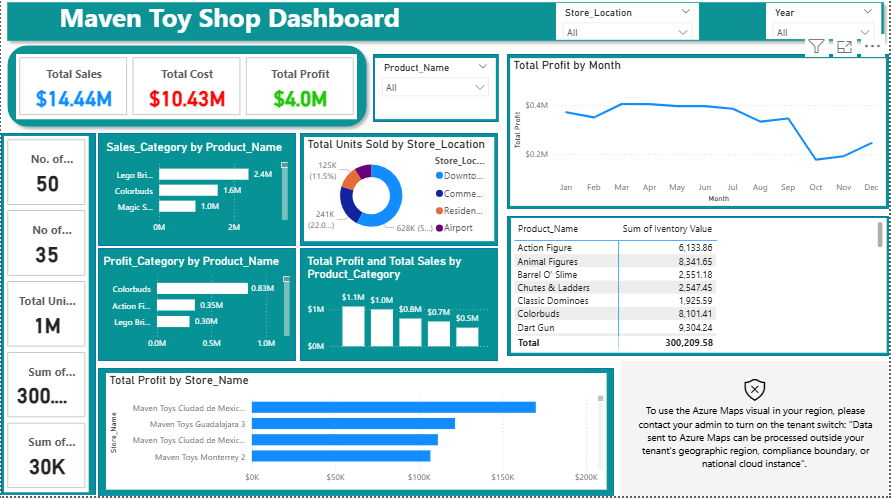 Maven Toy Shop Dashboard
Store_Location
All
Year
All
Total Sales
$14.44M
Total Cost
$10.43M
Total Profit
$4.0M
Product_Name
All
Total Profit by Month
Total Profit
$0.4M
$0.2M
Jan Feb Mar Apr May Jun Jul Aug Sep Oct Nov Dec
Month
No. of...
50
No of...
35
Total Uni...
1M
Sum of...
300....
Sum of...
30K
Sales_Category by Product_Name
Lego Bri... 2.4M
Colorbuds 1.6M
Magic S... 1.0M
0M 2M
Total Units Sold by Store_Location
125K
(11.5%)
241K
(22.0...)
628K (5...)
Store_Loc...
Downto...
Comme...
Residen...
Airport
Profit_Category by Product_Name
Colorbuds 0.83M
Action Fi... 0.35M
Lego Bri... 0.30M
0.0M 0.5M 1.0M
Total Profit and Total Sales by
Product_Category
$1M
$0M
$1.1M $1.0M $0.8M $0.7M $0.5M
Product_Name Sum of Iventory Value
Action Figure 6,133.86
Animal Figures 8,341.65
Barrel O' Slime 2,551.18
Chutes & Ladders 2,547.45
Classic Dominoes 1,925.59
Colorbuds 8,101.41
Dart Gun 9,304.24
Total 300,209.58
Total Profit by Store_Name
Store_Name
Maven Toys Ciudad de Mexic...
Maven Toys Guadalajara 3
Maven Toys Ciudad de Mexic...
Maven Toys Monterrey 2
$0K $50K $100K $150K $200K
To use the Azure Maps visual in your region, please
contact your admin to turn on the tenant switch: "Data
sent to Azure Maps can be processed outside your
tenant's geographic region, compliance boundary, or
national cloud instance".